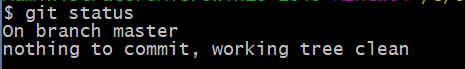 $ git status
On branch master
nothing to commit, working tree clean